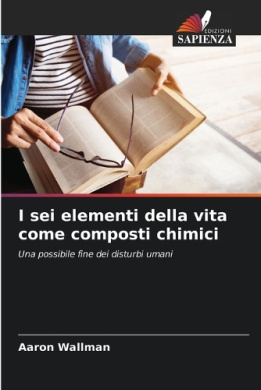 EDIZIONI
SAPIENZA
I sei elementi della vita
come composti chimici
Una possibile fine dei disturbi umani
Aaron Wallman